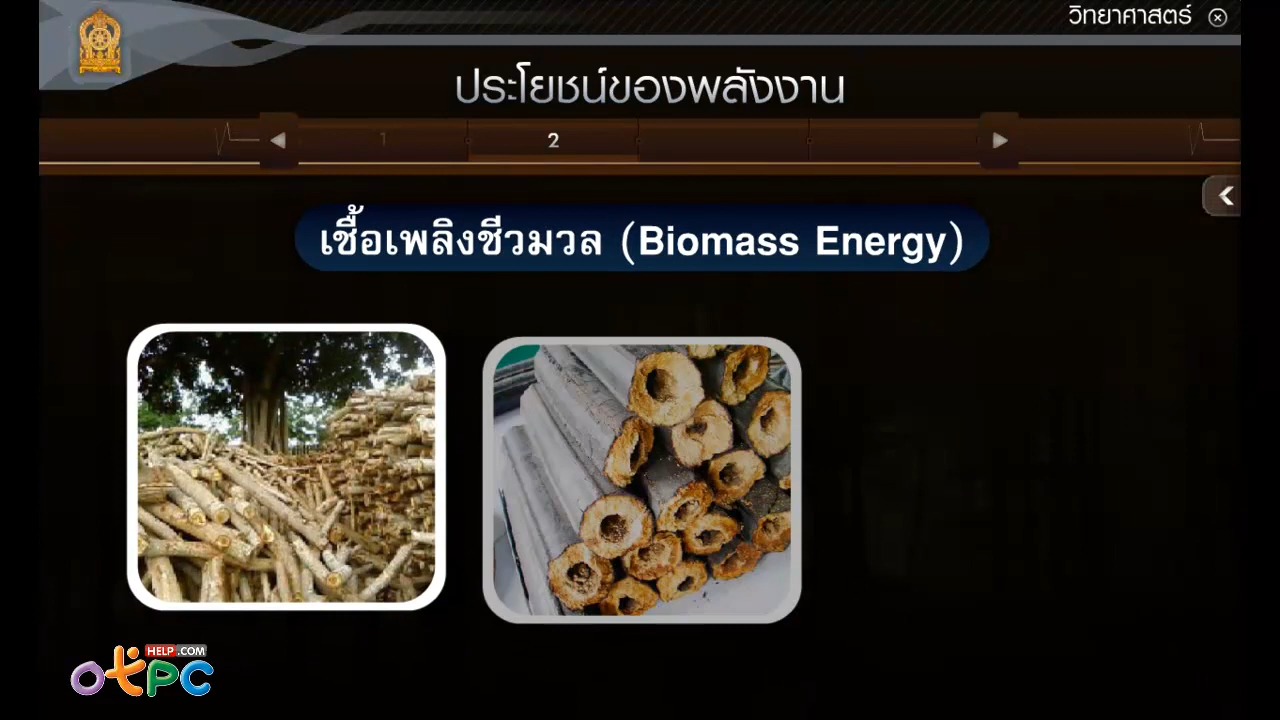 วิทยาศาสตร์
ประโยชน์ของพลังงาน
1
2
เชื้อเพลิงชีวมวล (Biomass Energy)
HELP.COM
OTPC